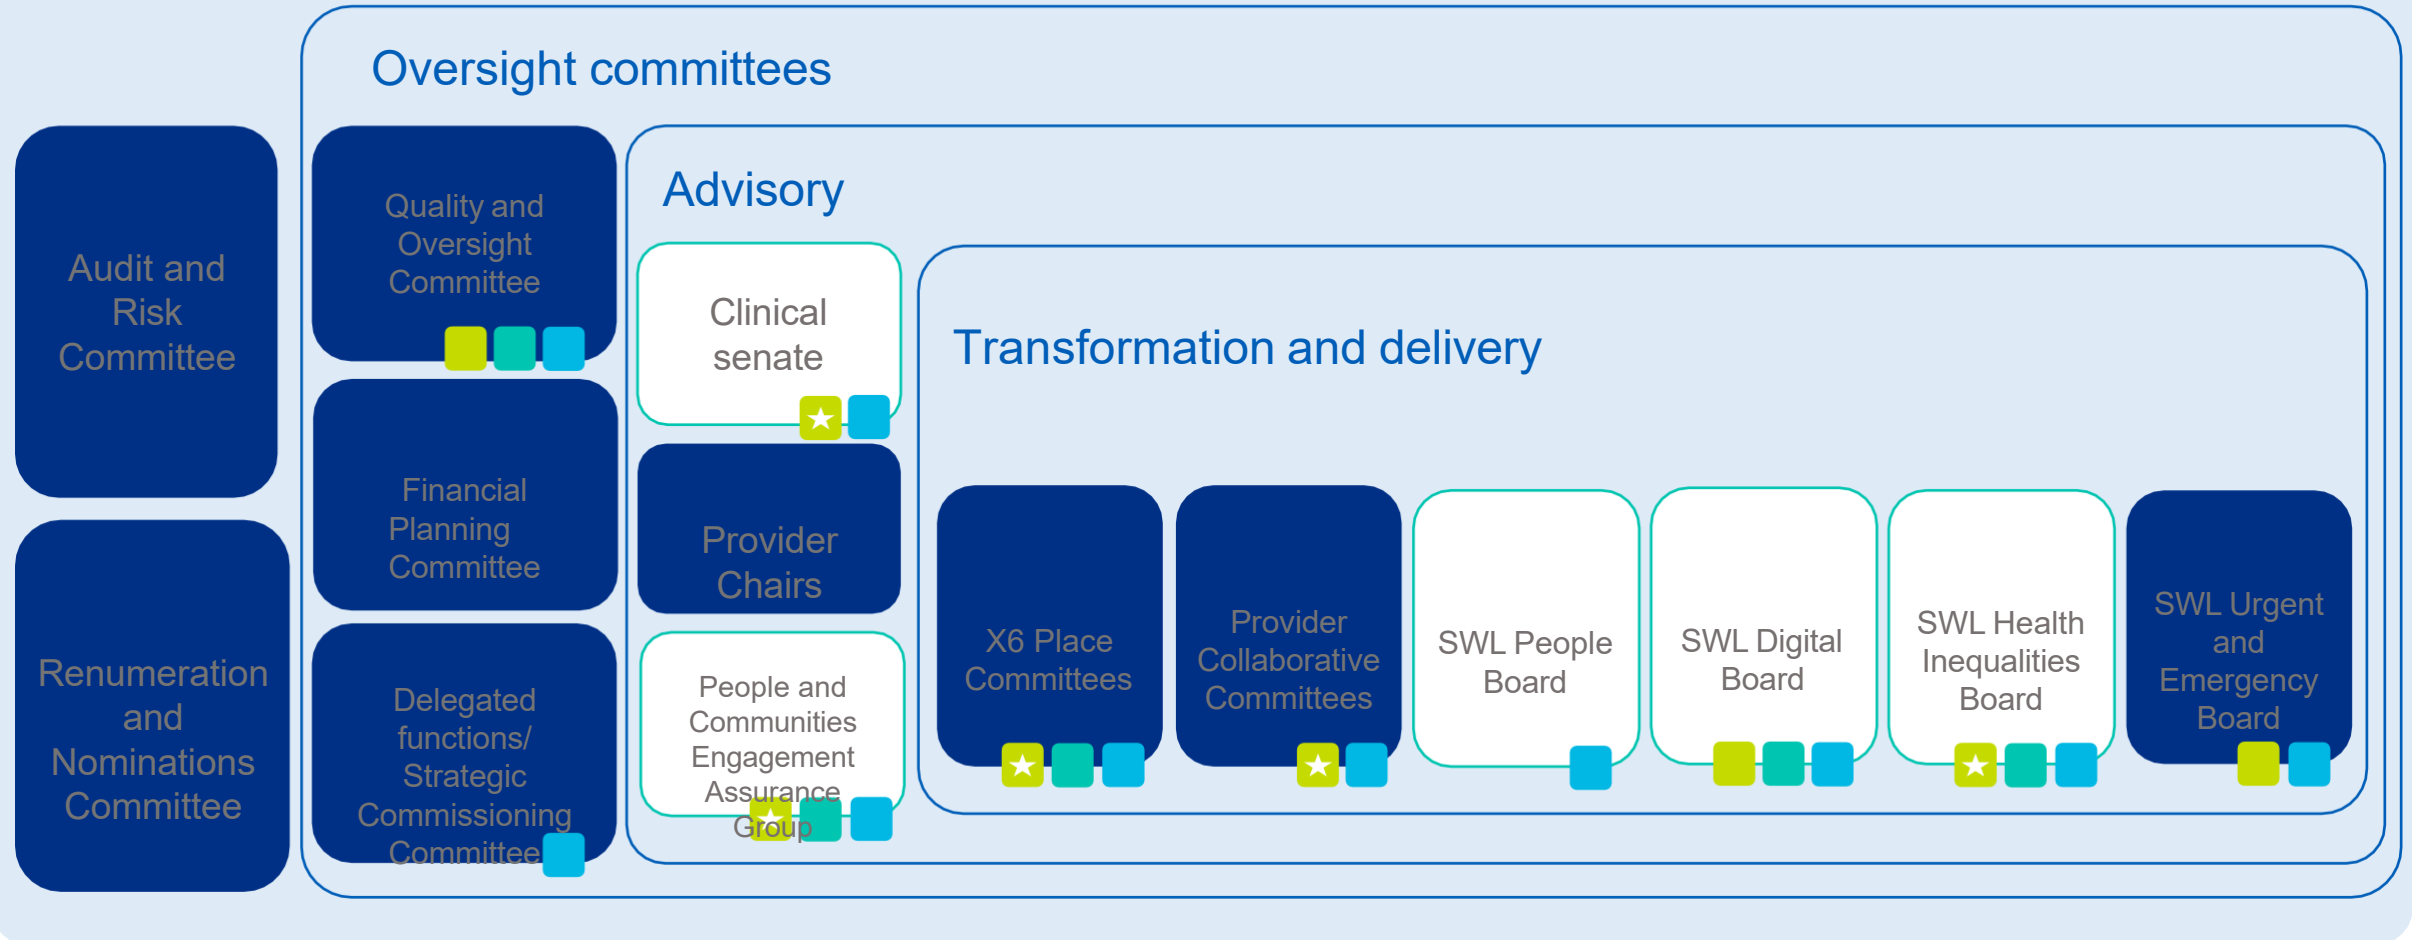 Oversight committees
Audit and
Risk
Committee
Renumeration
and
Nominations
Committee
Quality and
Oversight
Committee
Financial
Planning
Committee
Delegated
functions/
Strategic
Commissioning
Committee
Advisory
Clinical
senate
Provider
Chairs
People and
Communities
Engagement
Assurance
Group
Transformation and delivery
X6 Place
Committees
Provider
Collaborative
Committees
SWL People
Board
SWL Digital
Board
SWL Health
Inequalities
Board
SWL Urgent
and
Emergency
Board